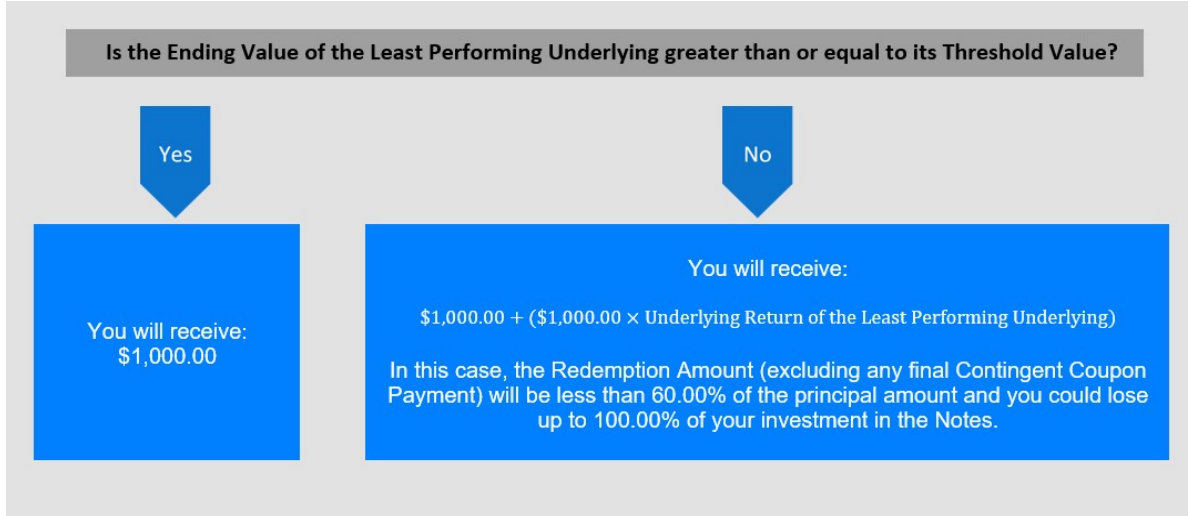 Is the Ending Value of the Least Performing Underlying greater than or equal to its Threshold Value?
Yes
No
You will receive:
$1,000.00
You will receive:
$1,000.00 + ($1,000.00 × Underlying Return of the Least Performing Underlying)
In this case, the Redemption Amount (excluding any final Contingent Coupon
Payment) will be less than 60.00% of the principal amount and you could lose
up to 100.00% of your investment in the Notes.